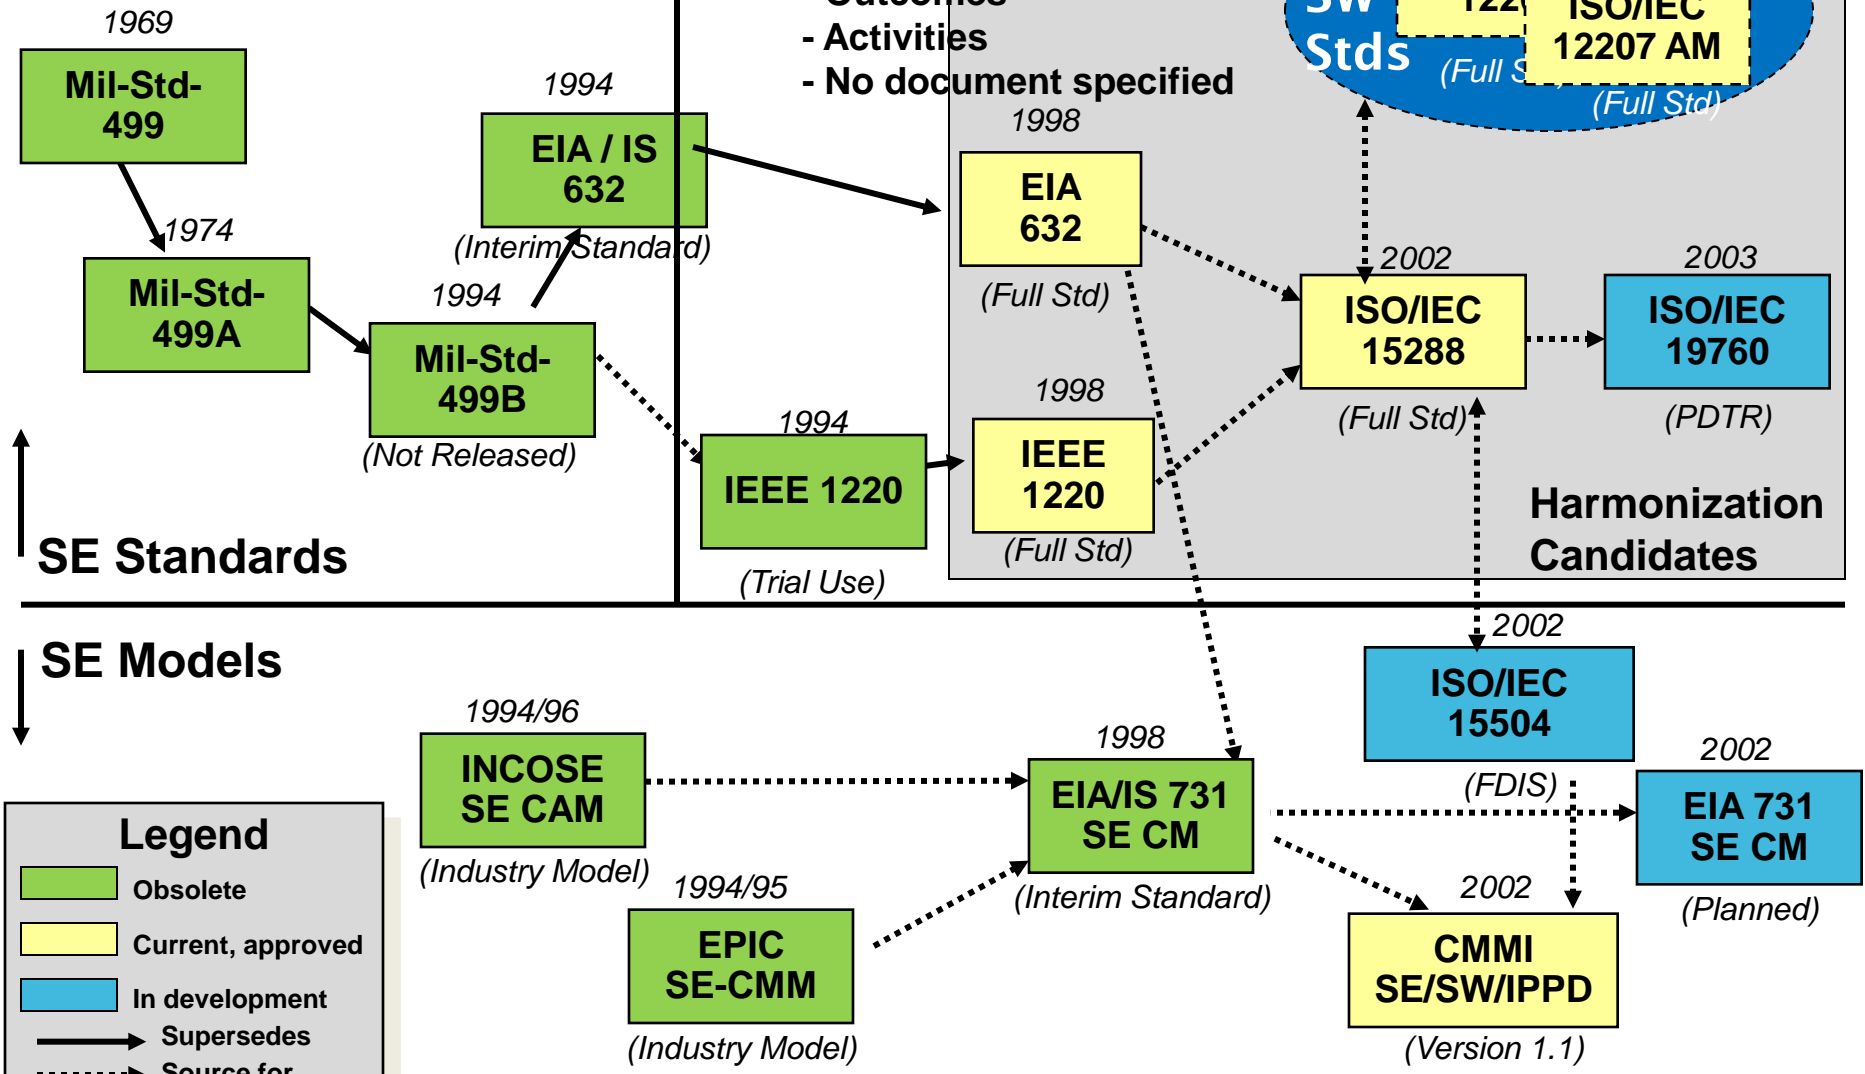 - Activities
- No document specified
SW
Stds
ISO/IEC
12207 AM
(Full Std)
1969
Mil-Std-
499
1994
EIA / IS
632
(Interim Standard)
1998
EIA
632
(Full Std)
1974
Mil-Std-
499A
1994
Mil-Std-
499B
(Not Released)
2002
ISO/IEC
15288
(Full Std)
2003
ISO/IEC
19760
(PDTR)
1994
IEEE 1220
(Trial Use)
1998
IEEE
1220
(Full Std)
Harmonization
Candidates
SE Standards
SE Models
2002
ISO/IEC
15504
(FDIS)
1994/96
INCOSE
SE CAM
(Industry Model)
1998
EIA/IS 731
SE CM
(Interim Standard)
2002
EIA 731
SE CM
(Planned)
1994/95
EPIC
SE-CMM
(Industry Model)
2002
CMMI
SE/SW/IPPD
(Version 1.1)
Legend
Obsolete
Current, approved
In development
Supersedes
Source for